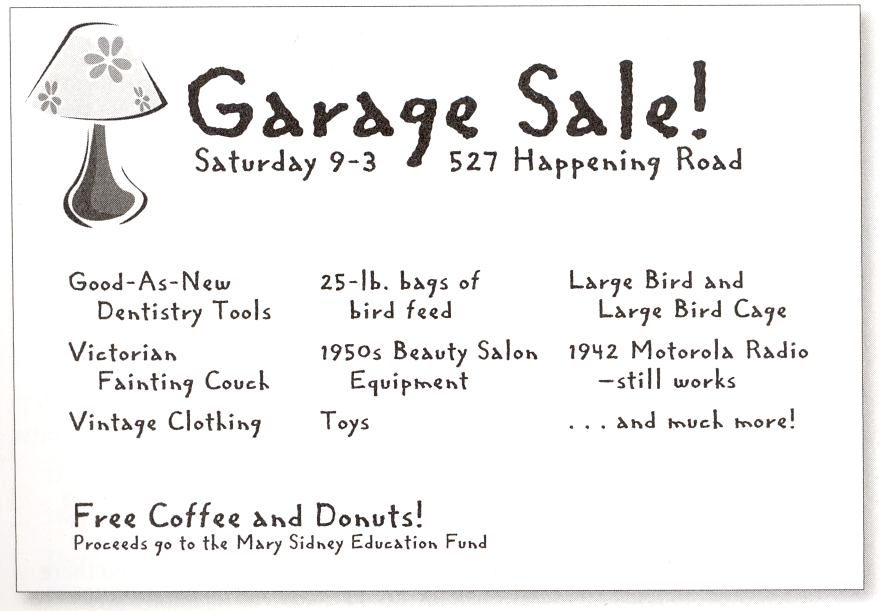 Garage Sale!
Saturday 9-3 527 Happening Road
Good-As-New
Dentistry Tools
Victorian
Fainting Couch
Vintage Clothing
25-lb. bags of
bird feed
1950s Beauty Salon
Equipment
Toys
Large Bird and
Large Bird Cage
1942 Motorola Radio
—still works
. . . and much more!
Free Coffee and Donuts!
Proceeds go to the Mary Sidney Education Fund